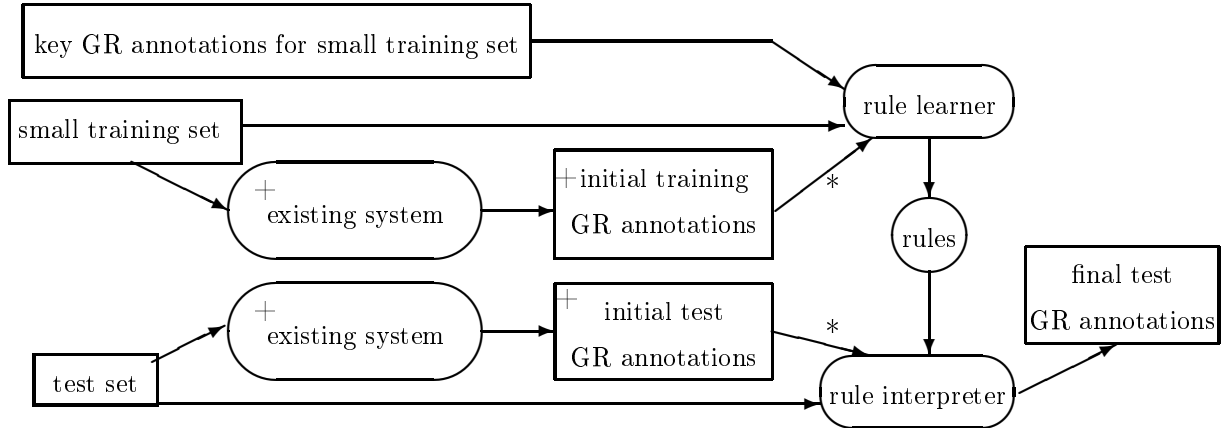 key GR annotations for small training set
rule learner
small training set
+
existing system
+initial training
GR annotations
*
rules
+
existing system
+
initial test
GR annotations
*
final test
GR annotations
test set
rule interpreter